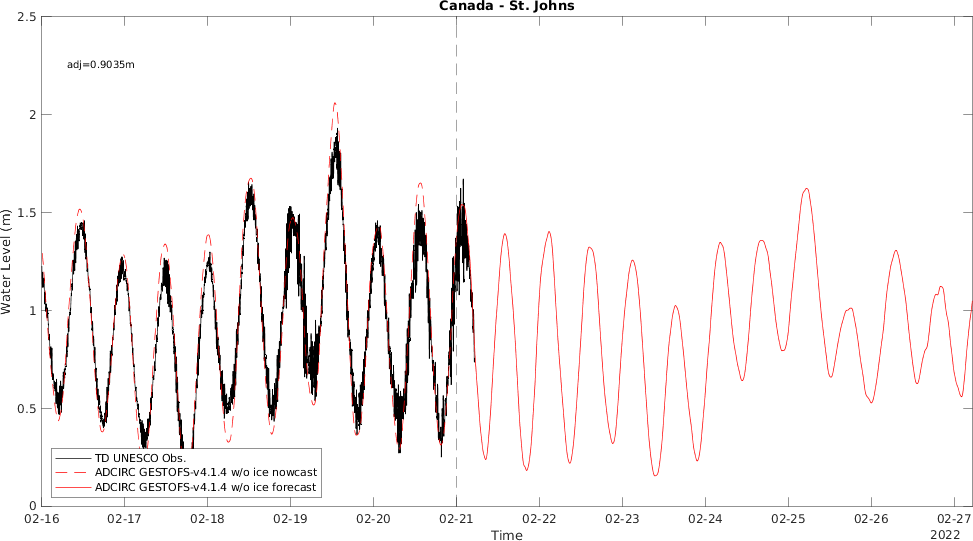 Canada - St. Johns
2.5
adj=0.9035m
2
1.5
Water Level (m)
1
0.5
TD UNESCO Obs.
ADCIRC GESTOFS-v4.1.4 w/o ice nowcast
ADCIRC GESTOFS-v4.1.4 w/o ice forecast
0
02-16 02-17 02-18 02-19 02-20 02-21 02-22 02-23 02-24 02-25 02-26 02-27
Time
2022